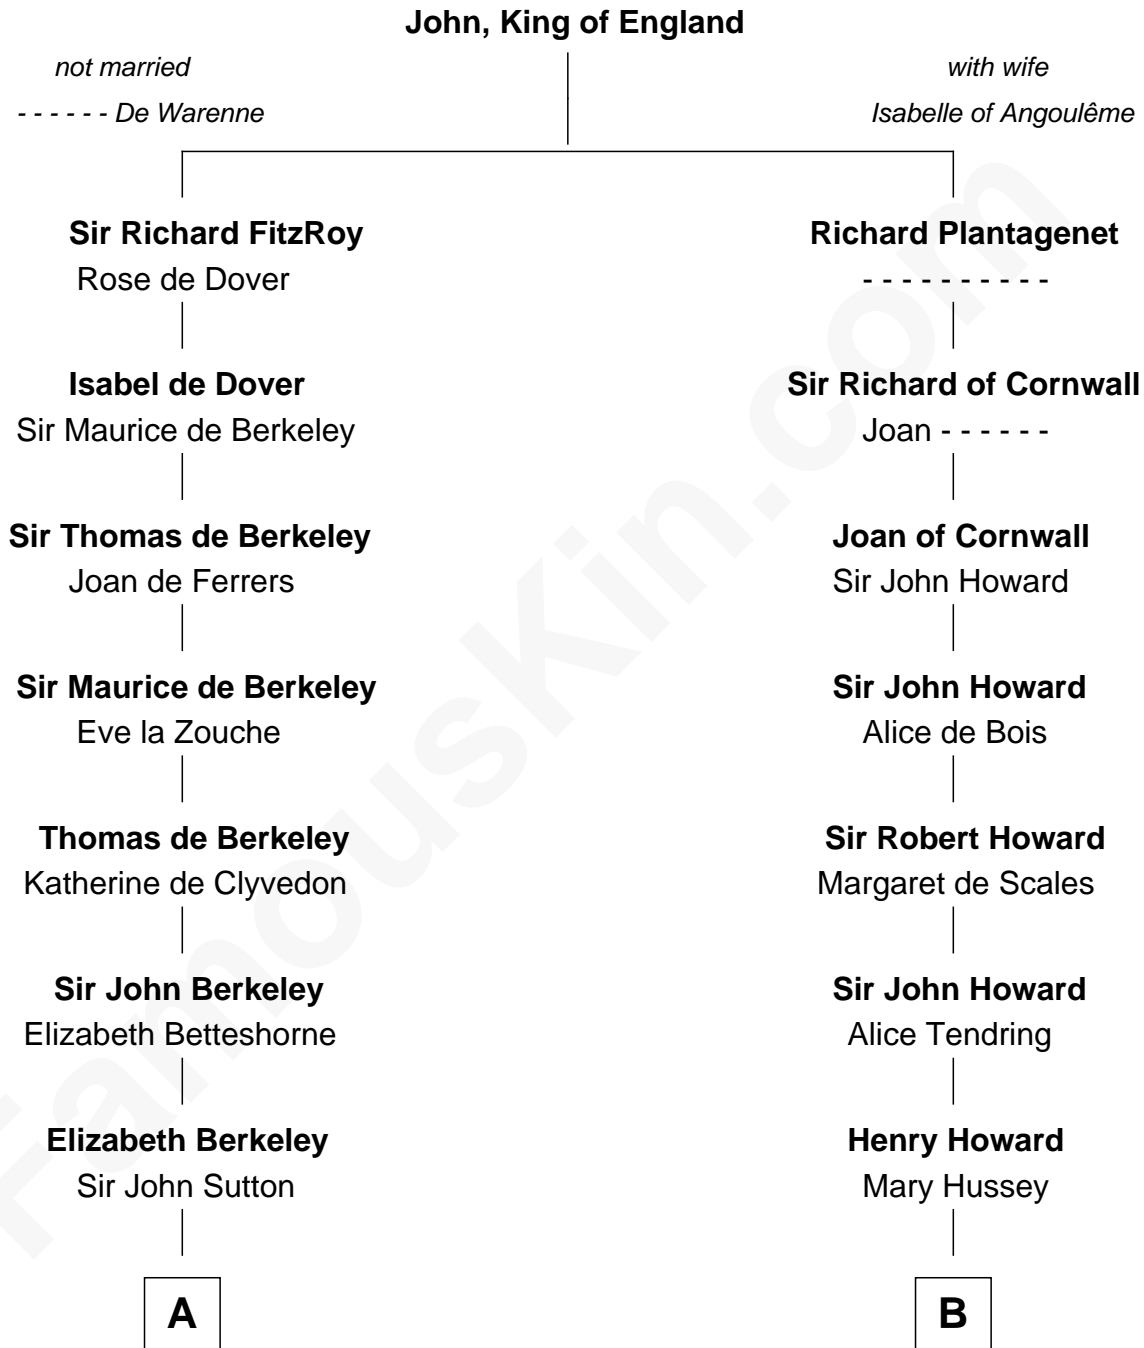 John, King of England
not married
- - - - - - De Warenne
with wife
Isabelle of Angoulême
Sir Richard FitzRoy
Rose de Dover
Richard Plantagenet
- - - - - - - - - -
Isabel de Dover
Sir Maurice de Berkeley
Sir Richard of Cornwall
Joan - - - - - -
Sir Thomas de Berkeley
Joan de Ferrers
Joan of Cornwall
Sir John Howard
Sir Maurice de Berkeley
Eve la Zouche
Sir John Howard
Alice de Bois
Thomas de Berkeley
Katherine de Clyvedon
Sir Robert Howard
Margaret de Scales
Sir John Berkeley
Elizabeth Betteshorne
Sir John Howard
Alice Tendring
Elizabeth Berkeley
Sir John Sutton
Henry Howard
Mary Hussey
A
B
FamousKin.com